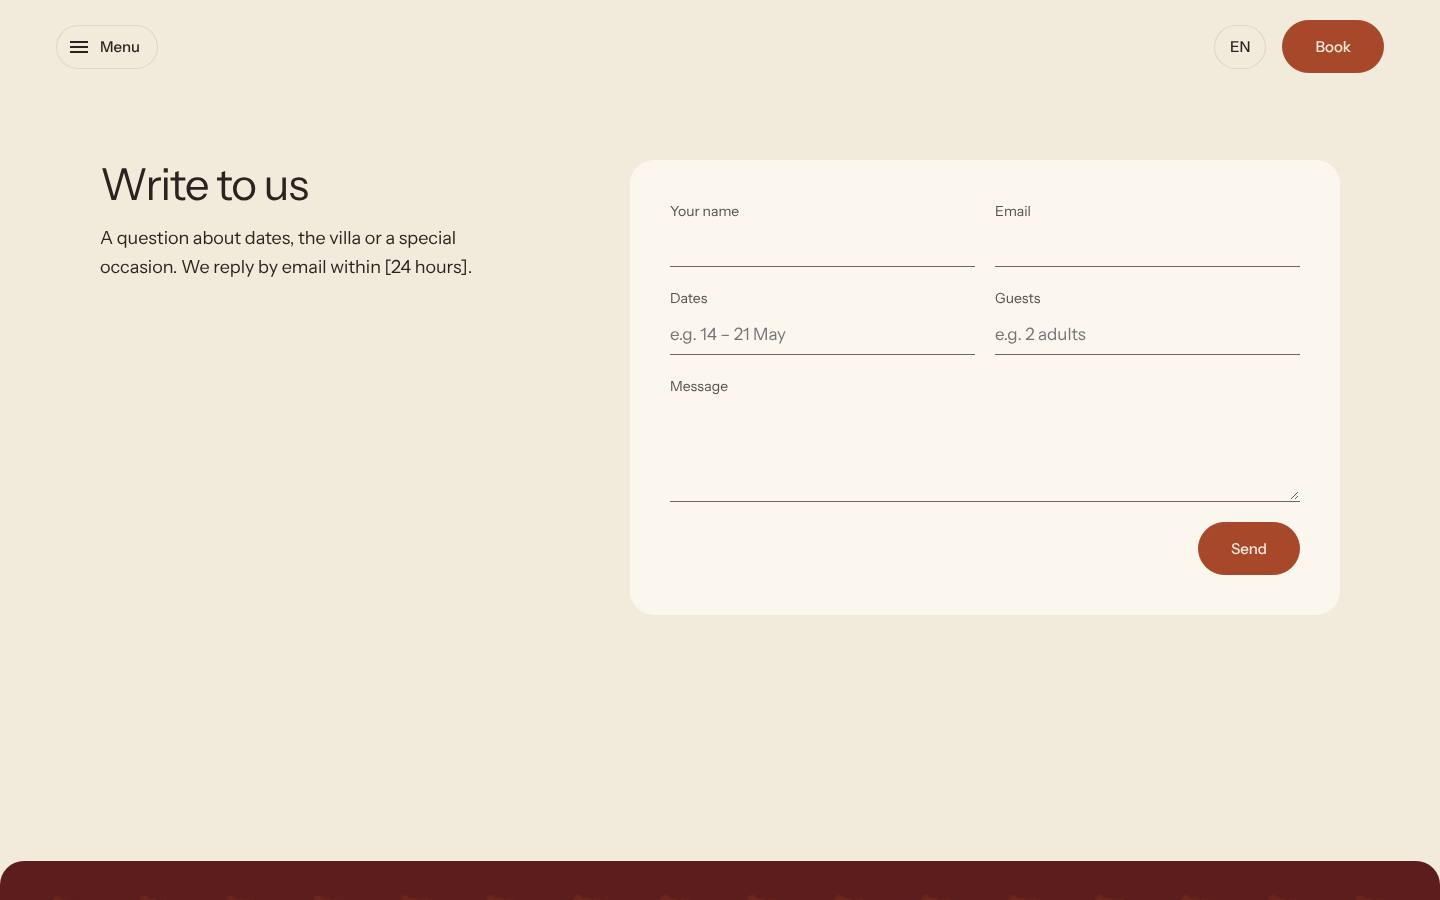 Menu
EN
Book
Write to us
A question about dates, the villa or a special
occasion. We reply by email within [24 hours].
Your name
Email
Dates
Guests
e.g. 14 – 21 May
e.g. 2 adults
Message
Send